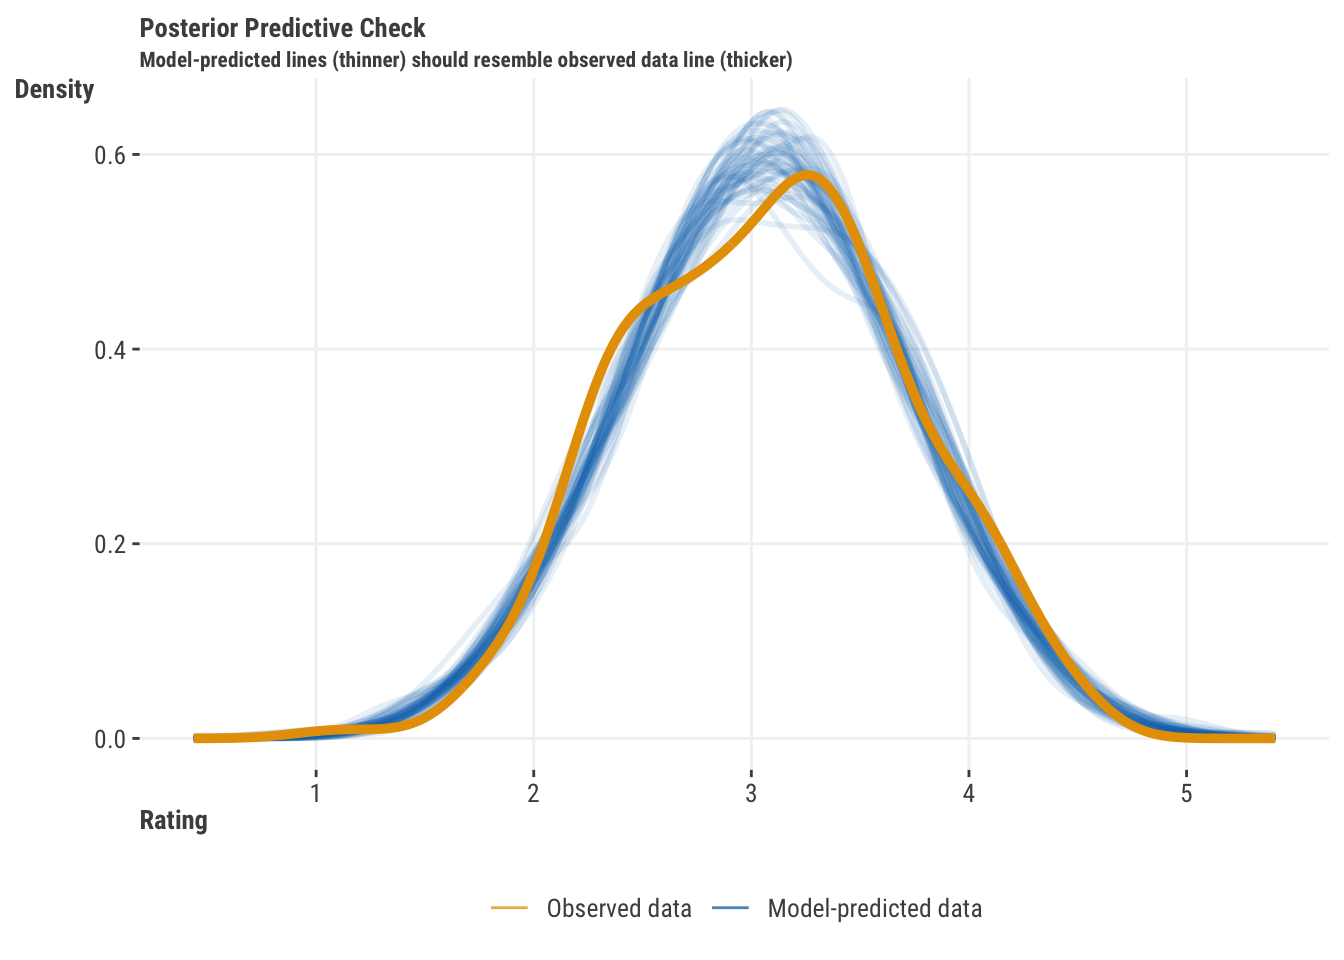 Posterior Predictive Check
Model-predicted lines (thinner) should resemble observed data line (thicker)
Density
0.6
0.4
0.2
0.0
1 2 3 4 5
Rating
Observed data Model-predicted data